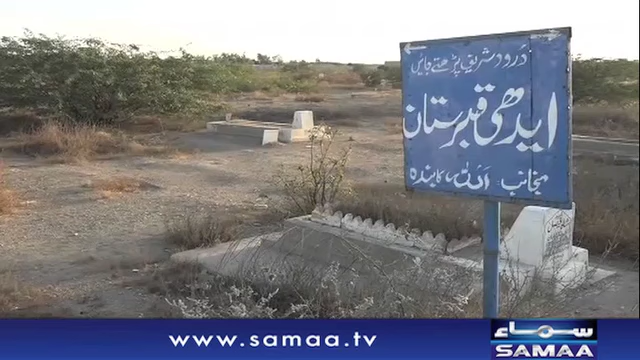 درود شریف پڑھتے جائیں
ایدھی قبرستان
منجانب اللہ کا بندہ
www.samaa.tv
سماء
SAMAA